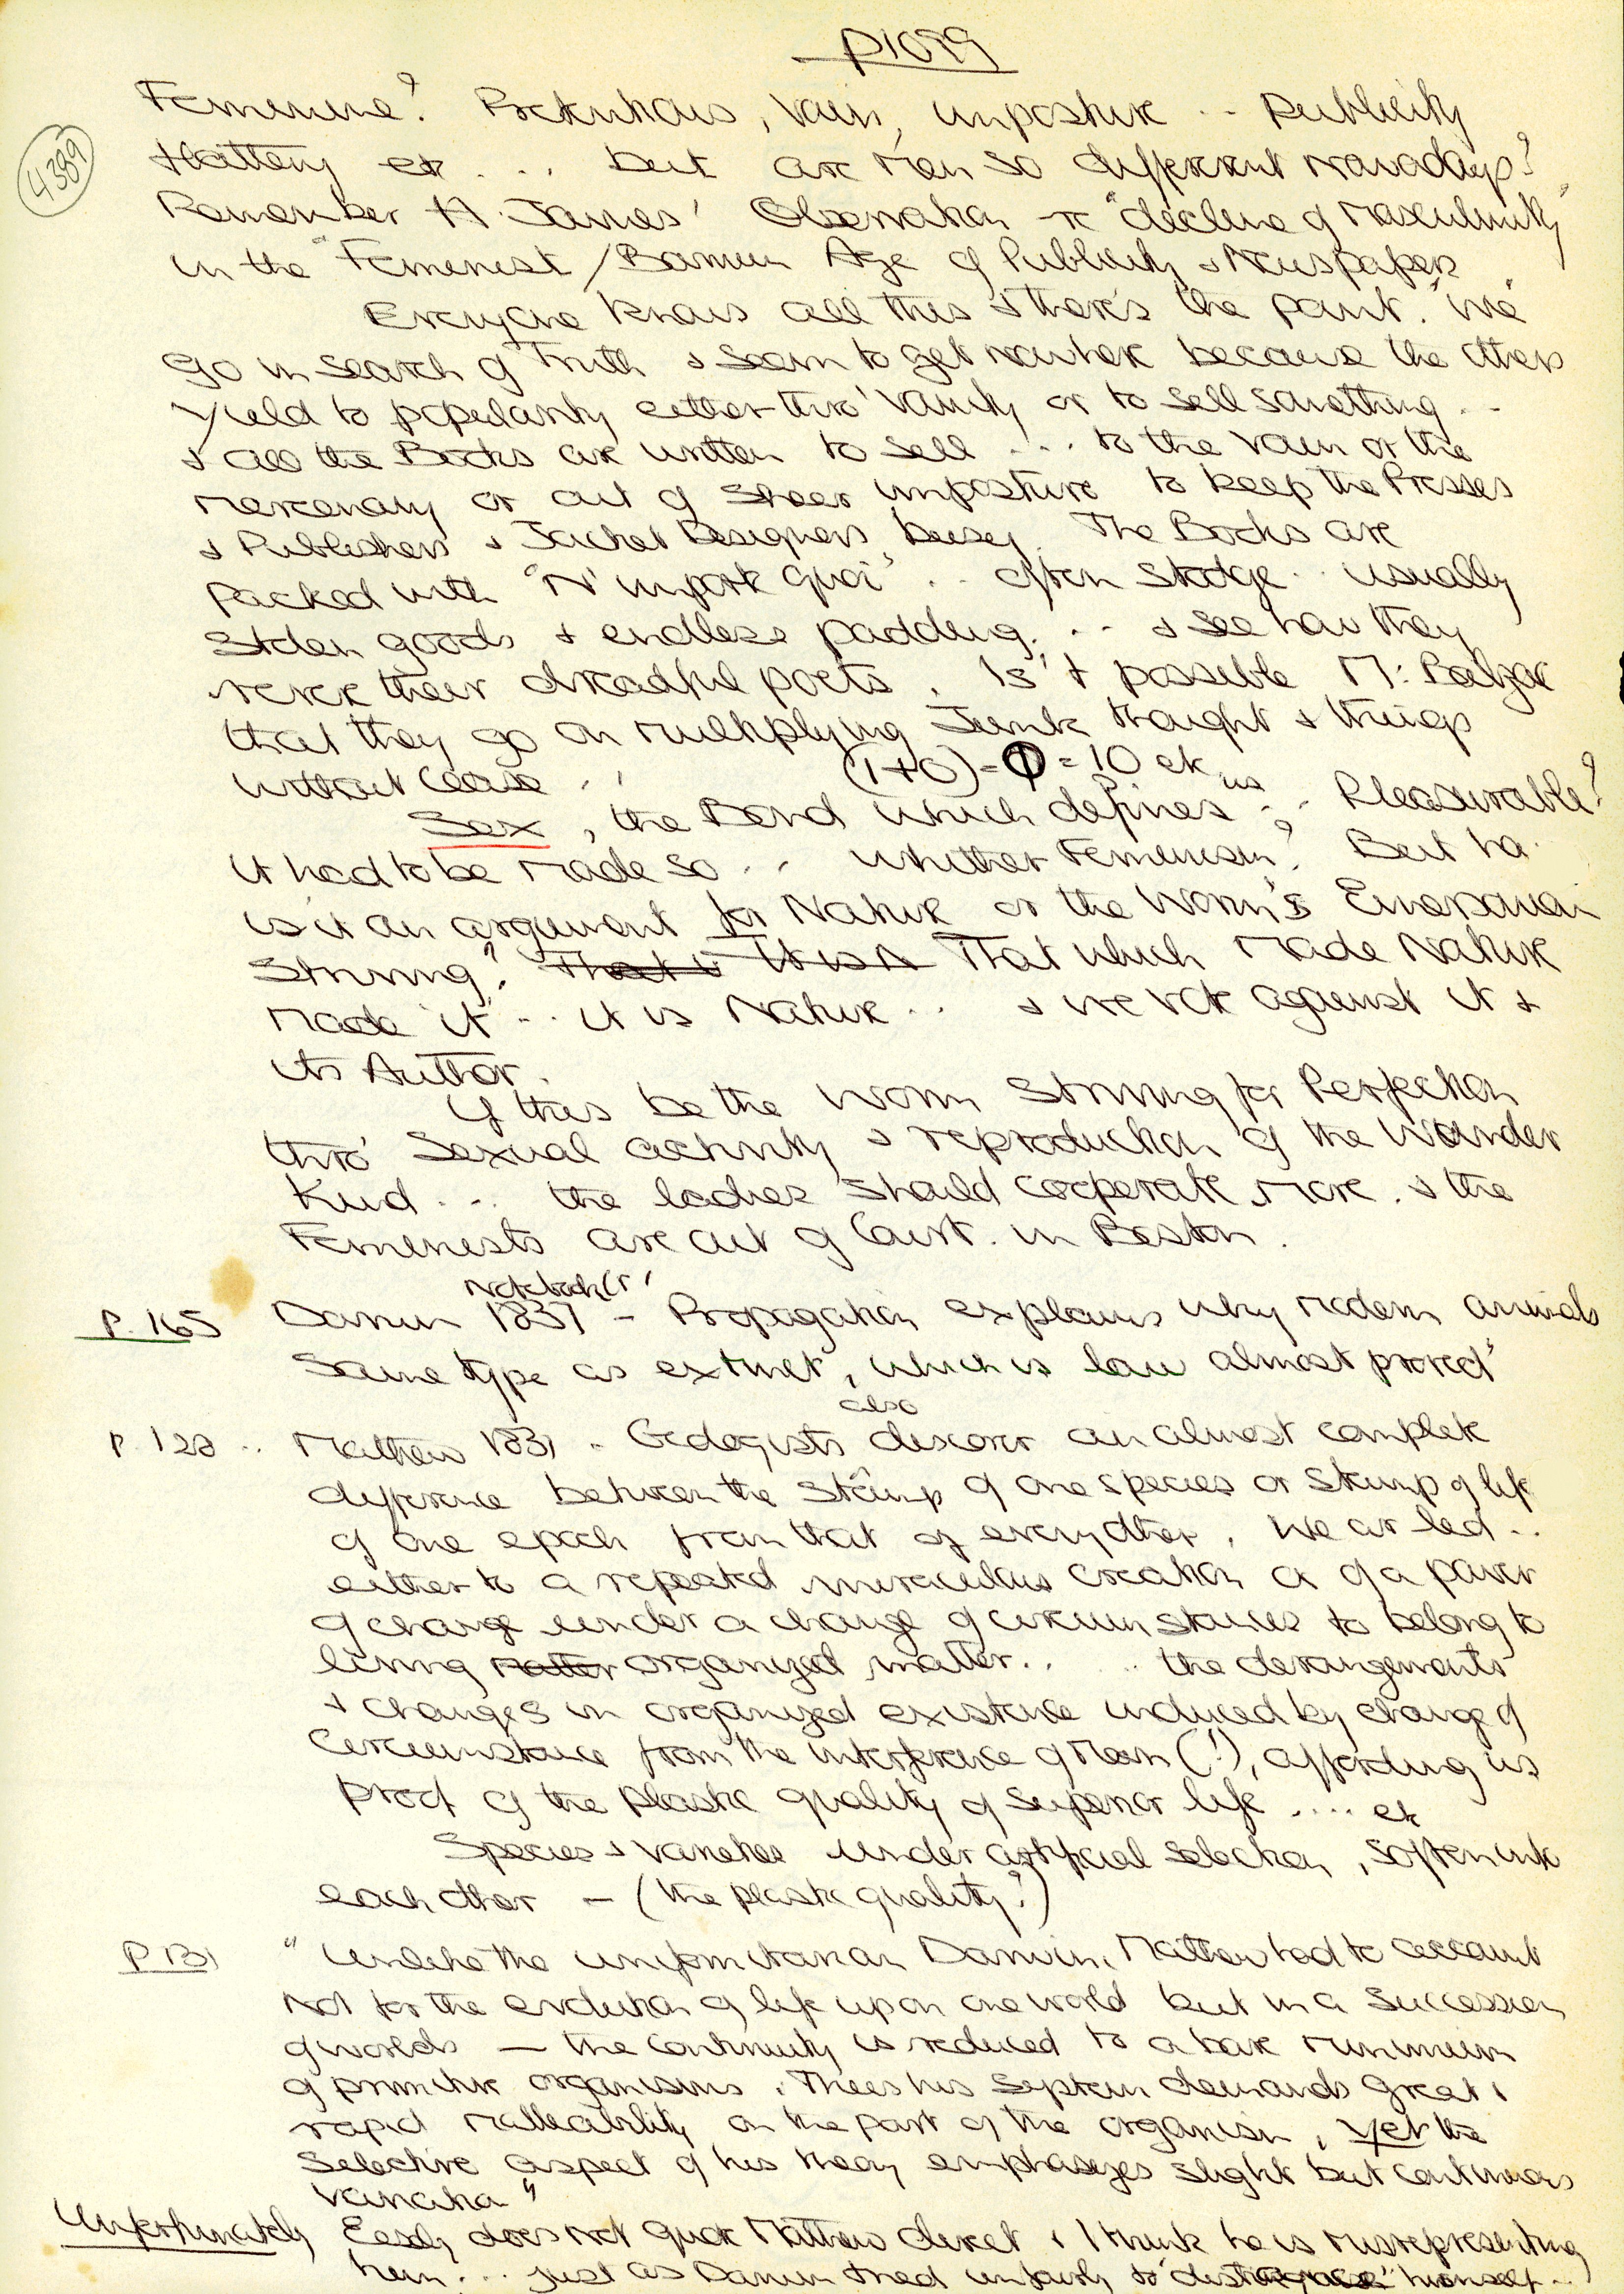 p1099
4389
Feminine? Pretentious, Vain, imposture .. Publicity
flattery etc ... but are Men so different Nowadays?
Remember H. James' Observation re "decline of Masculinity"
in the "Feminist / Barnum Age of Publicity & Newspapers"
Everyone knows all this & there's the point. We
go in search of Truth & seem to get nowhere because the others
yield to popularity either thro' Vanity or to sell something ..
& all the Books are written to sell ... to the Vain or the
Mercenary or out of sheer imposture to keep the Presses
& Publishers & Jacket Designers busy. The Books are
packed with "N'importe quoi" .. often Stodge .. usually
Stolen goods & endless padding. .. & see how they
revere their dreadful poets. Is't possible M: Balzac
that they go on multiplying Junk thought & things
without Cease ..
(1+0)=Φ=10 etc
Sex, the Bond which defines us .. Pleasurable?
it had to be made so .. Whither Feminism? But ha.
is it an argument for Nature or the Worm's Emersonian
Striving? That which Made Nature
Made it .. it is Nature ... & we vote against it &
its Author.
If this be the Worm Striving for Perfection
thro' Sexual activity & reproduction of the Wunder
Kind ... the ladies should cooperate More. & the
Feminists are out of Court. in Boston.
Notebook(s)
P. 165 Darwin 1837 - Propagation explains why modern animals
same type as extinct, which is law almost proved"
also
P. 128 .. Matthew 1831 . Geologists discover an almost complete
difference between the Stamp of one species or Stamp of life
of one epoch from that of every other. We are led ..
either to a repeated miraculous creation or of a power
of change under a change of circumstances to belong to
living Matter organized matter. .. the derangements
& changes in organized existence induced by change of
Circumstance from the interference of Man (!), affording us
proof of the plastic quality of superior life .... etc
Species & varieties under artificial selection, soften into
each other - (the plastic quality?)
P 131 " Unlike the uniformitarian Darwin, Matthew had to account
not for the evolution of life upon one world but in a Succession
of worlds — the continuity is reduced to a bare minimum
of primitive organisms. Thus his System demands great &
rapid malleability on the part of the organism, yet the
Selective aspect of his theory emphasizes slight but continuous
Variation"
Unfortunately Eisely does not quote Matthew direct & I think he is misrepresenting
him ... just as Darwin tried unfairly to himself ..